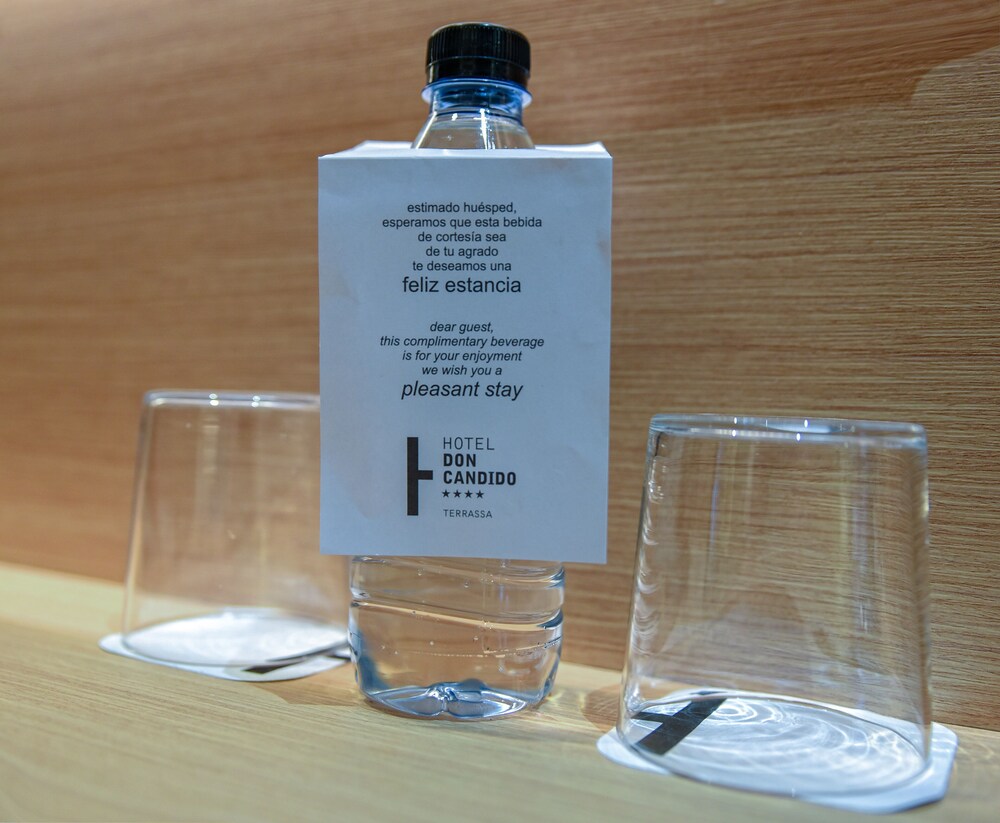 estimado huésped,
esperamos que esta bebida
de cortesía sea
de tu agrado
te deseamos una
feliz estancia
dear guest,
this complimentary beverage
is for your enjoyment
we wish you a
pleasant stay
HOTEL
DON
CANDIDO
★★★★
TERRASSA